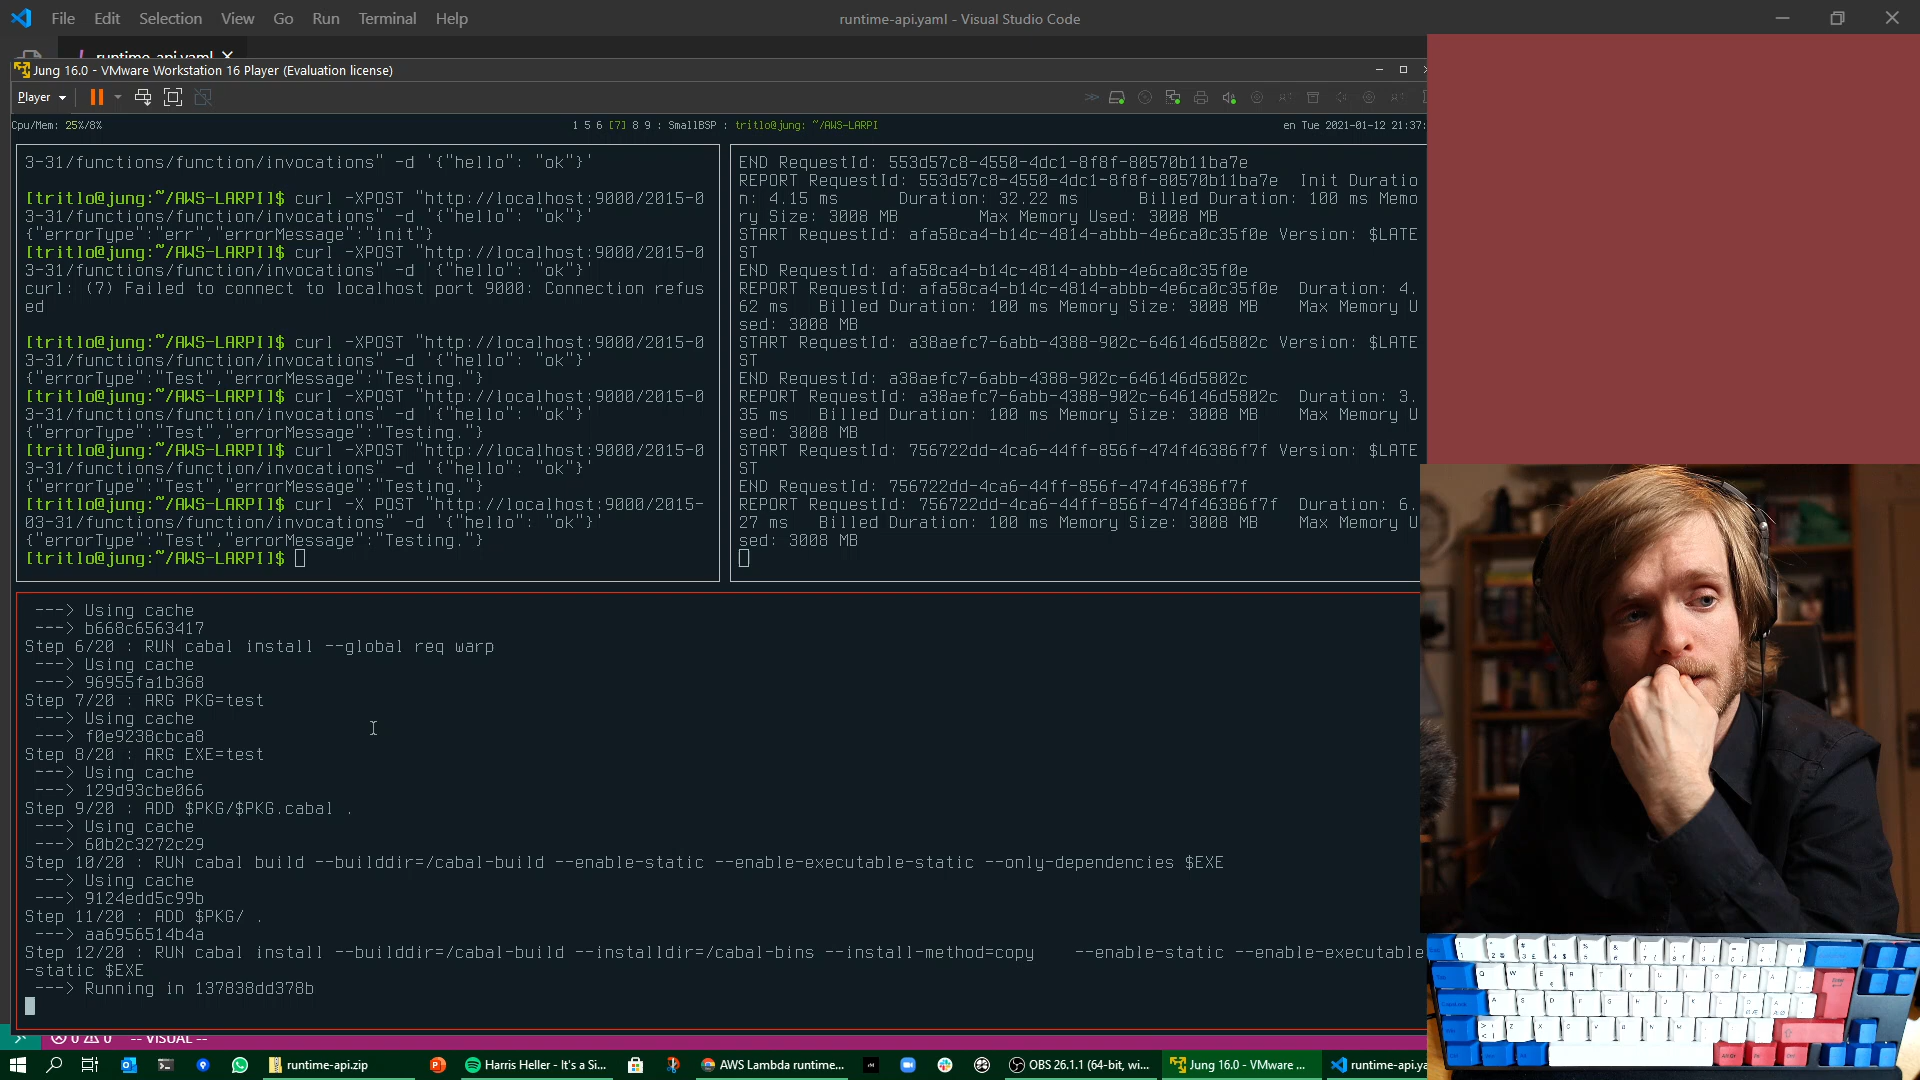 File Edit Selection View Go Run Terminal Help
runtime-api.yaml - Visual Studio Code
runtime-api.yaml
Jung 16.0 - VMware Workstation 16 Player (Evaluation license)
Player
Cpu/Mem: 25%/8%
1 5 6 [7] 8 9 : SmallBSP : tritlo@jung: ~/AWS-LARPI
en Tue 2021-01-12 21:37:
3-31/functions/function/invocations" -d '{"hello": "ok"}'
[tritlo@jung:~/AWS-LARPI]$ curl -XPOST "http://localhost:9000/2015-0
3-31/functions/function/invocations" -d '{"hello": "ok"}'
{"errorType":"err","errorMessage":"init"}
[tritlo@jung:~/AWS-LARPI]$ curl -XPOST "http://localhost:9000/2015-0
3-31/functions/function/invocations" -d '{"hello": "ok"}'
curl: (7) Failed to connect to localhost port 9000: Connection refus
ed
[tritlo@jung:~/AWS-LARPI]$ curl -XPOST "http://localhost:9000/2015-0
3-31/functions/function/invocations" -d '{"hello": "ok"}'
{"errorType":"Test","errorMessage":"Testing."}
[tritlo@jung:~/AWS-LARPI]$ curl -XPOST "http://localhost:9000/2015-0
3-31/functions/function/invocations" -d '{"hello": "ok"}'
{"errorType":"Test","errorMessage":"Testing."}
[tritlo@jung:~/AWS-LARPI]$ curl -XPOST "http://localhost:9000/2015-0
3-31/functions/function/invocations" -d '{"hello": "ok"}'
{"errorType":"Test","errorMessage":"Testing."}
[tritlo@jung:~/AWS-LARPI]$ curl -X POST "http://localhost:9000/2015-
03-31/functions/function/invocations" -d '{"hello": "ok"}'
{"errorType":"Test","errorMessage":"Testing."}
[tritlo@jung:~/AWS-LARPI]$
END RequestId: 553d57c8-4550-4dc1-8f8f-80570b11ba7e
REPORT RequestId: 553d57c8-4550-4dc1-8f8f-80570b11ba7e Init Duratio
n: 4.15 ms Duration: 32.22 ms Billed Duration: 100 ms Memo
ry Size: 3008 MB Max Memory Used: 3008 MB
START RequestId: afa58ca4-b14c-4814-abbb-4e6ca0c35f0e Version: $LATE
ST
END RequestId: afa58ca4-b14c-4814-abbb-4e6ca0c35f0e
REPORT RequestId: afa58ca4-b14c-4814-abbb-4e6ca0c35f0e Duration: 4.
62 ms Billed Duration: 100 ms Memory Size: 3008 MB Max Memory U
sed: 3008 MB
START RequestId: a38aefc7-6abb-4388-902c-646146d5802c Version: $LATE
ST
END RequestId: a38aefc7-6abb-4388-902c-646146d5802c
REPORT RequestId: a38aefc7-6abb-4388-902c-646146d5802c Duration: 3.
35 ms Billed Duration: 100 ms Memory Size: 3008 MB Max Memory U
sed: 3008 MB
START RequestId: 756722dd-4ca6-44ff-856f-474f46386f7f Version: $LATE
ST
END RequestId: 756722dd-4ca6-44ff-856f-474f46386f7f
REPORT RequestId: 756722dd-4ca6-44ff-856f-474f46386f7f Duration: 6.
27 ms Billed Duration: 100 ms Memory Size: 3008 MB Max Memory U
sed: 3008 MB
---> Using cache
---> b668c6563417
Step 6/20 : RUN cabal install --global req warp
---> Using cache
---> 96955fa1b368
Step 7/20 : ARG PKG=test
---> Using cache
---> f0e9238cbca8
Step 8/20 : ARG EXE=test
---> Using cache
---> 129d93cbe066
Step 9/20 : ADD $PKG/$PKG.cabal .
---> Using cache
---> 60b2c3272c29
Step 10/20 : RUN cabal build --builddir=/cabal-build --enable-static --enable-executable-static --only-dependencies $EXE
---> Using cache
---> 9124edd5c99b
Step 11/20 : ADD $PKG/ .
---> aa6956514b4a
Step 12/20 : RUN cabal install --builddir=/cabal-build --installdir=/cabal-bins --install-method=copy --enable-static --enable-executable
-static $EXE
---> Running in 137838dd378b
0 0 -- VISUAL --
runtime-api.zip
Harris Heller - It's a Si...
AWS Lambda runtime...
OBS 26.1.1 (64-bit, wi...
Jung 16.0 - VMware ...
runtime-api.ya